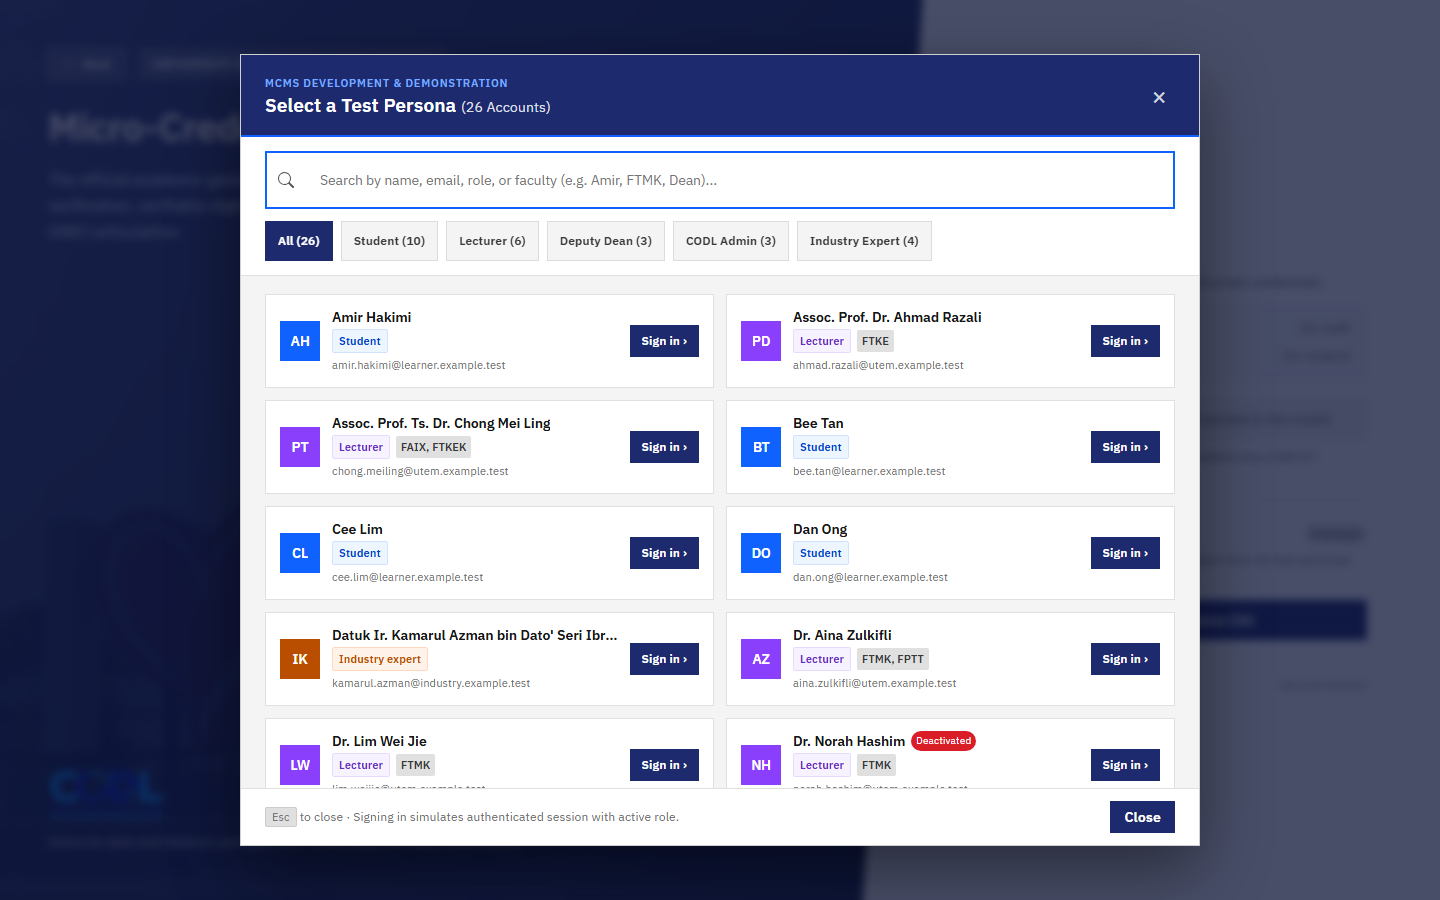 MCMS DEVELOPMENT & DEMONSTRATION
Select a Test Persona (26 Accounts)
×
Search by name, email, role, or faculty (e.g. Amir, FTMK, Dean)...
All (26) Student (10) Lecturer (6) Deputy Dean (3) CODL Admin (3) Industry Expert (4)
AH
Amir Hakimi
Student
amir.hakimi@learner.example.test
Sign in ›
PD
Assoc. Prof. Dr. Ahmad Razali
Lecturer FTKE
ahmad.razali@utem.example.test
Sign in ›
PT
Assoc. Prof. Ts. Dr. Chong Mei Ling
Lecturer FAIX, FTKEK
chong.meiling@utem.example.test
Sign in ›
BT
Bee Tan
Student
bee.tan@learner.example.test
Sign in ›
CL
Cee Lim
Student
cee.lim@learner.example.test
Sign in ›
DO
Dan Ong
Student
dan.ong@learner.example.test
Sign in ›
IK
Datuk Ir. Kamarul Azman bin Dato' Seri Ibr...
Industry expert
kamarul.azman@industry.example.test
Sign in ›
AZ
Dr. Aina Zulkifli
Lecturer FTMK, FPTT
aina.zulkifli@utem.example.test
Sign in ›
LW
Dr. Lim Wei Jie
Lecturer FTMK
Sign in ›
NH
Dr. Norah Hashim Deactivated
Lecturer FTMK
Sign in ›
Esc to close · Signing in simulates authenticated session with active role.
Close
Micro-Cred
CODL